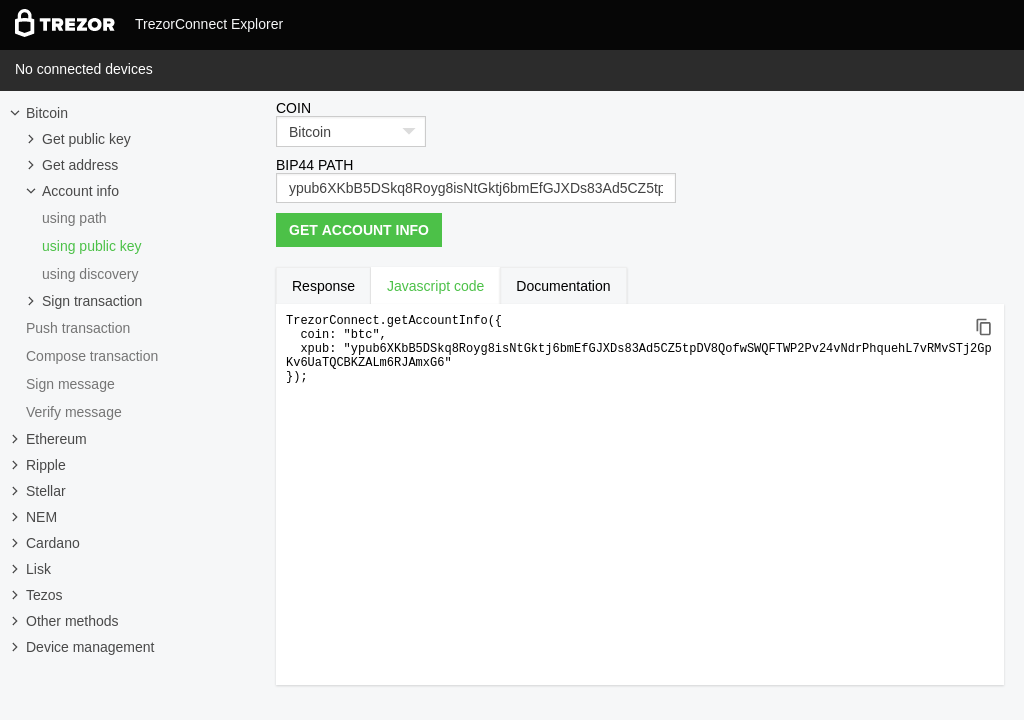 TREZOR TrezorConnect Explorer
No connected devices
Bitcoin
Get public key
Get address
Account info
using path
using public key
using discovery
Sign transaction
Push transaction
Compose transaction
Sign message
Verify message
Ethereum
Ripple
Stellar
NEM
Cardano
Lisk
Tezos
Other methods
Device management
COIN
Bitcoin
BIP44 PATH
ypub6XKbB5DSkq8Royg8isNtGktj6bmEfGJXDs83Ad5CZ5tp
GET ACCOUNT INFO
Response Javascript code Documentation
TrezorConnect.getAccountInfo({
  coin: "btc",
  xpub: "ypub6XKbB5DSkq8Royg8isNtGktj6bmEfGJXDs83Ad5CZ5tpDV8QofwSWQFTWP2Pv24vNdrPhquehL7vRMvSTj2Gp
Kv6UaTQCBKZALm6RJAmxG6"
});